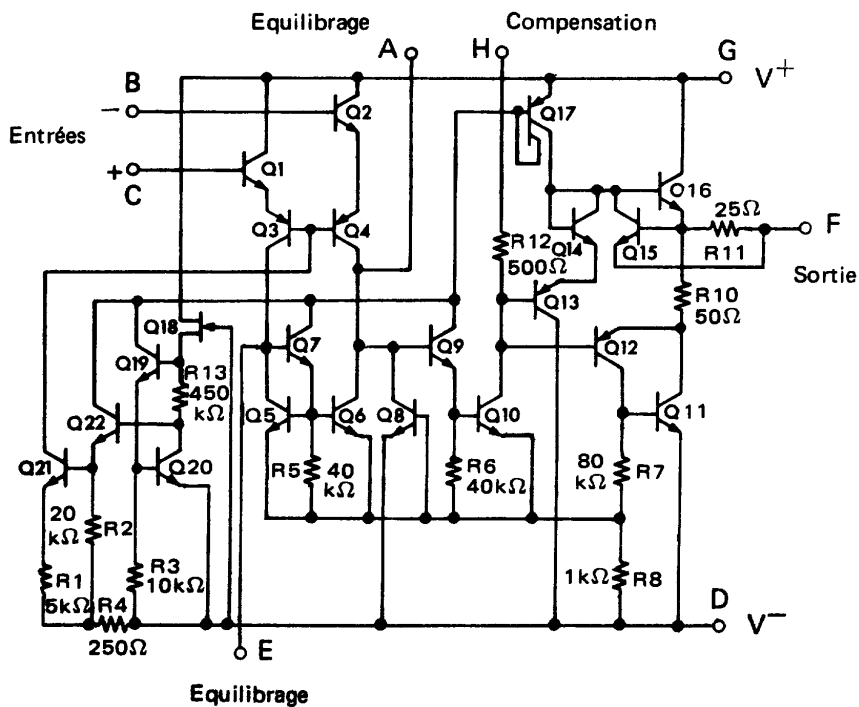 Equilibrage
Compensation
A
H
G
V+
B
−
Q2
Q17
Entrées
Q1
+
C
Q16
25Ω
F
Q3
Q4
R12
500Ω
Q14
Q15
R11
Sortie
Q13
R10
50Ω
Q18
Q19
Q7
Q9
Q12
R13
450
kΩ
Q22
Q5
Q6
Q8
Q10
Q11
Q21
Q20
R5
40
kΩ
R6
40kΩ
80
kΩ
R7
20
kΩ
R2
R3
10kΩ
1kΩ
R8
R1
5kΩ
R4
250Ω
D
V−
E
Equilibrage